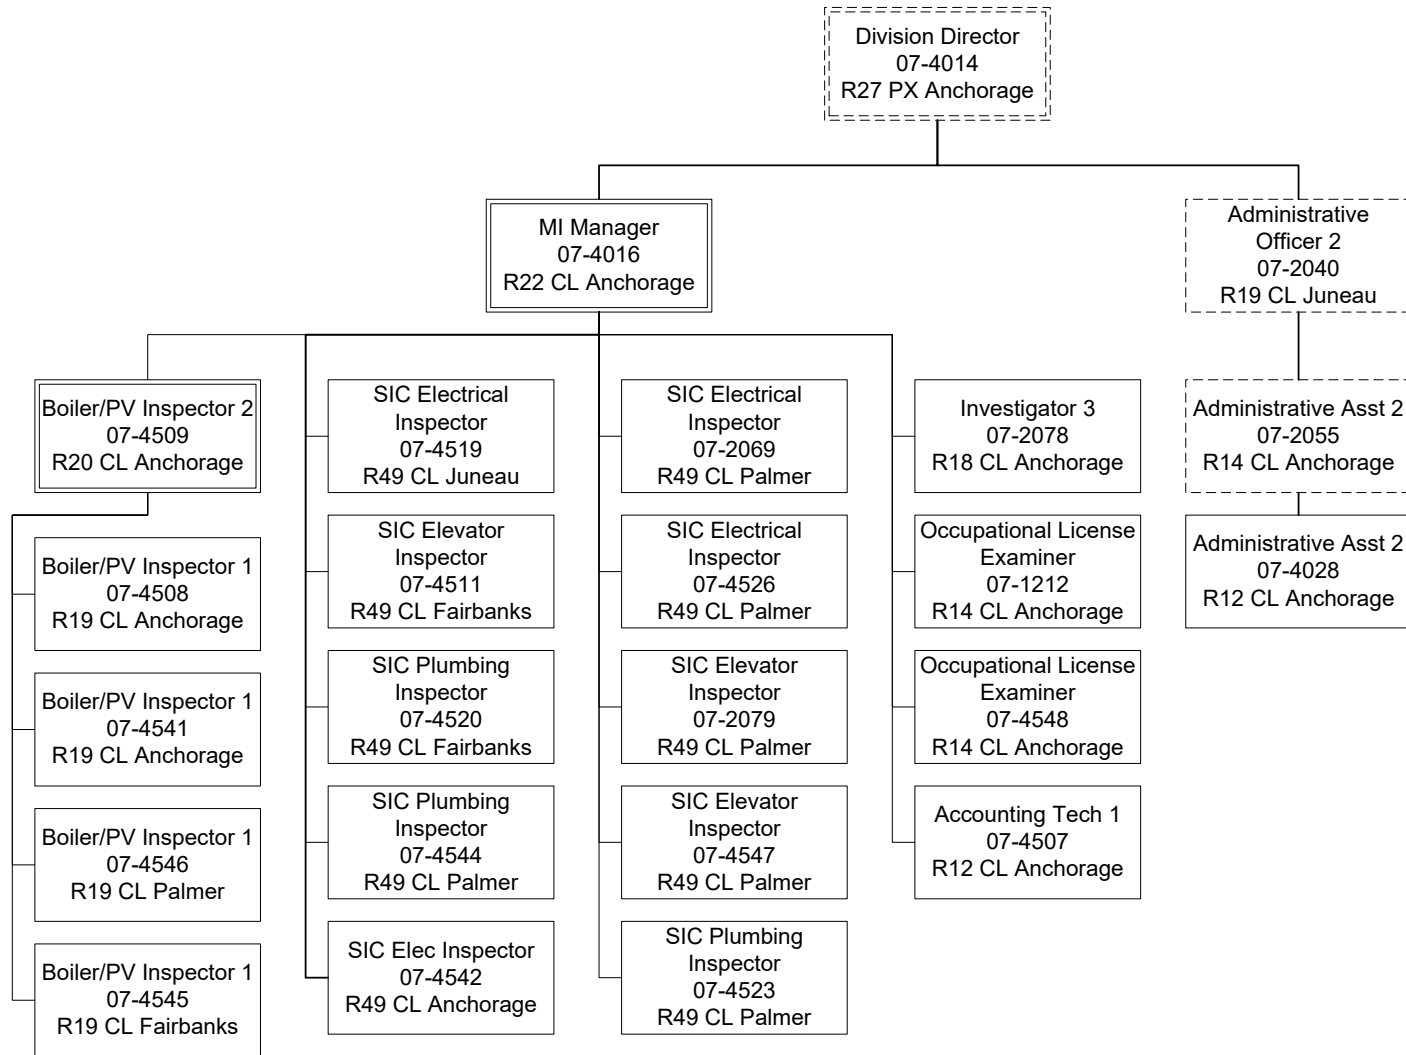 Division Director
07-4014
R27 PX Anchorage
MI Manager
07-4016
R22 CL Anchorage
Administrative
Officer 2
07-2040
R19 CL Juneau
Boiler/PV Inspector 2
07-4509
R20 CL Anchorage
Boiler/PV Inspector 1
07-4508
R19 CL Anchorage
Boiler/PV Inspector 1
07-4541
R19 CL Anchorage
Boiler/PV Inspector 1
07-4546
R19 CL Palmer
Boiler/PV Inspector 1
07-4545
R19 CL Fairbanks
SIC Electrical
Inspector
07-4519
R49 CL Juneau
SIC Elevator
Inspector
07-4511
R49 CL Fairbanks
SIC Plumbing
Inspector
07-4520
R49 CL Fairbanks
SIC Plumbing
Inspector
07-4544
R49 CL Palmer
SIC Elec Inspector
07-4542
R49 CL Anchorage
SIC Electrical
Inspector
07-2069
R49 CL Palmer
SIC Electrical
Inspector
07-4526
R49 CL Palmer
SIC Elevator
Inspector
07-2079
R49 CL Palmer
SIC Elevator
Inspector
07-4547
R49 CL Palmer
SIC Plumbing
Inspector
07-4523
R49 CL Palmer
Investigator 3
07-2078
R18 CL Anchorage
Occupational License
Examiner
07-1212
R14 CL Anchorage
Occupational License
Examiner
07-4548
R14 CL Anchorage
Accounting Tech 1
07-4507
R12 CL Anchorage
Administrative Asst 2
07-2055
R14 CL Anchorage
Administrative Asst 2
07-4028
R12 CL Anchorage